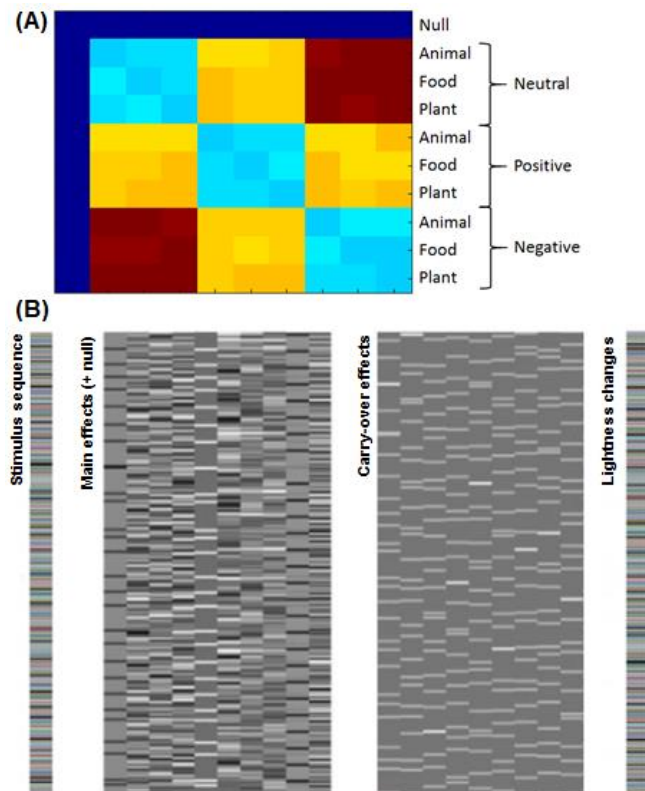 (A)
Null
Animal
Food
Plant
Neutral
Animal
Food
Plant
Positive
Animal
Food
Plant
Negative
(B)
Stimulus sequence
Main effects (+ null)
Carry-over effects
Lightness changes